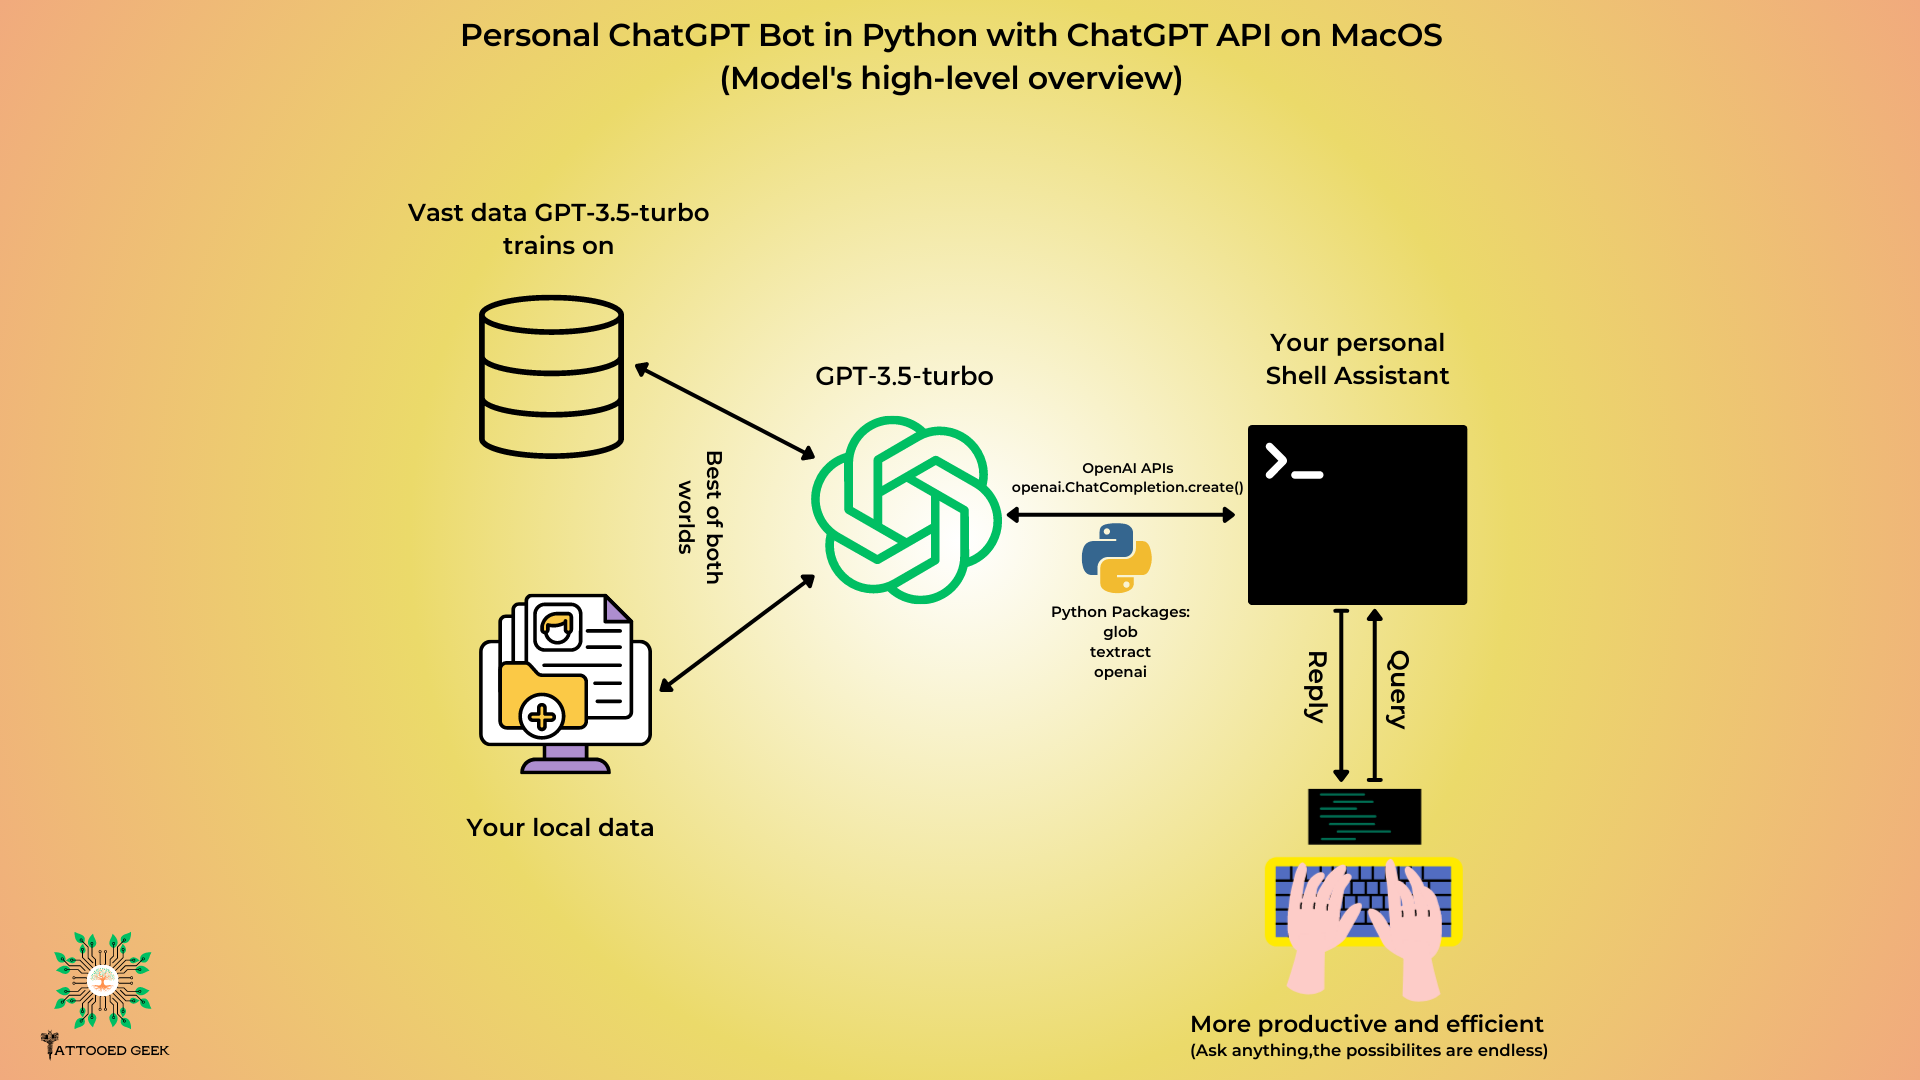 Personal ChatGPT Bot in Python with ChatGPT API on MacOS
(Model's high-level overview)
Vast data GPT-3.5-turbo
trains on
Best of both
worlds
Your local data
GPT-3.5-turbo
OpenAI APIs
openai.ChatCompletion.create()
Python Packages:
glob
textract
openai
Your personal
Shell Assistant
>_
Reply
Query
More productive and efficient
(Ask anything,the possibilites are endless)
TATTOOED GEEK